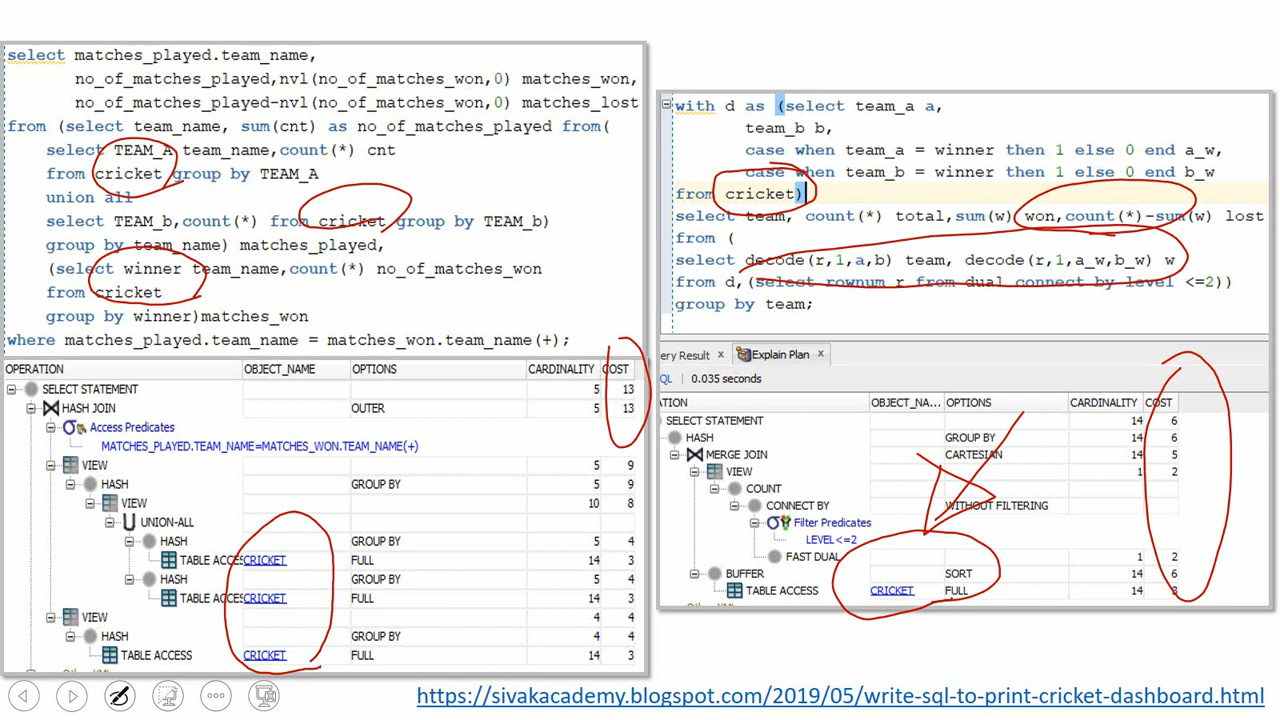 select matches_played.team_name,
no_of_matches_played,nvl(no_of_matches_won,0) matches_won,
no_of_matches_played-nvl(no_of_matches_won,0) matches_lost
from (select team_name, sum(cnt) as no_of_matches_played from(
select TEAM_A team_name,count(*) cnt
from cricket group by TEAM_A
union all
select TEAM_b,count(*) from cricket group by TEAM_b)
group by team_name) matches_played,
(select winner team_name,count(*) no_of_matches_won
from cricket
group by winner)matches_won
where matches_played.team_name = matches_won.team_name(+);
OPERATION OBJECT_NAME OPTIONS CARDINALITY COST
SELECT STATEMENT 5 13
HASH JOIN OUTER 5 13
Access Predicates
MATCHES_PLAYED.TEAM_NAME=MATCHES_WON.TEAM_NAME(+)
VIEW 5 9
HASH GROUP BY 5 9
VIEW 10 8
UNION-ALL
HASH GROUP BY 5 4
TABLE ACCES CRICKET FULL 14 3
HASH GROUP BY 5 4
TABLE ACCES CRICKET FULL 14 3
VIEW 4 4
HASH GROUP BY 4 4
TABLE ACCESS CRICKET FULL 14 3
with d as (select team_a a,
team_b b,
case when team_a = winner then 1 else 0 end a_w,
case when team_b = winner then 1 else 0 end b_w
from cricket)
select team, count(*) total,sum(w) won,count(*)-sum(w) lost
from (
select decode(r,1,a,b) team, decode(r,1,a_w,b_w) w
from d,(select rownum r from dual connect by level <=2))
group by team;
ery Result x Explain Plan x
QL 0.035 seconds
ATION OBJECT_NA... OPTIONS CARDINALITY COST
SELECT STATEMENT 14 6
HASH GROUP BY 14 6
MERGE JOIN CARTESIAN 14 5
VIEW 1 2
COUNT
CONNECT BY WITHOUT FILTERING
Filter Predicates
LEVEL<=2
FAST DUAL 1 2
BUFFER SORT 14 6
TABLE ACCESS CRICKET FULL 14 3
https://sivakacademy.blogspot.com/2019/05/write-sql-to-print-cricket-dashboard.html